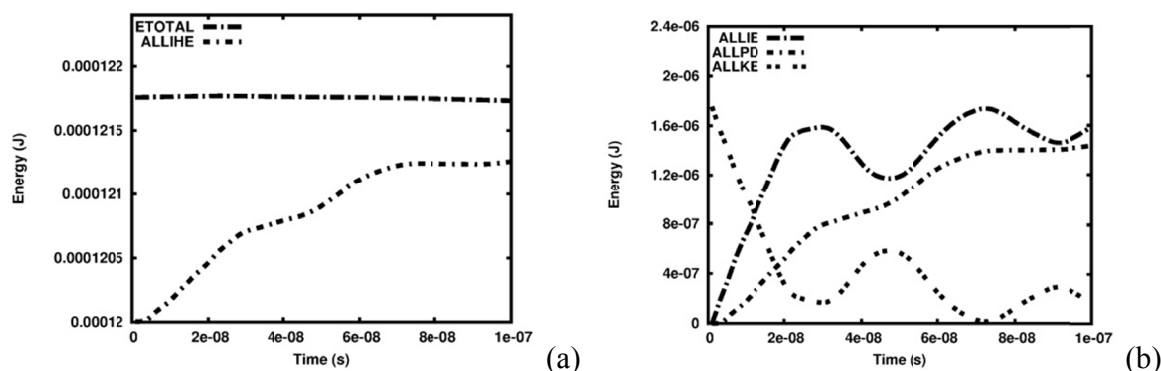 ETOTAL
ALLIHE
0.000122
0.0001215
0.000121
0.0001205
0.00012
Energy (J)
0 2e-08 4e-08 6e-08 8e-08 1e-07
Time (s)
(a)
ALLIE
ALLPD
ALLKE
2.4e-06
2e-06
1.6e-06
1.2e-06
8e-07
4e-07
0
Energy (J)
0 2e-08 4e-08 6e-08 8e-08 1e-07
Time (s)
(b)